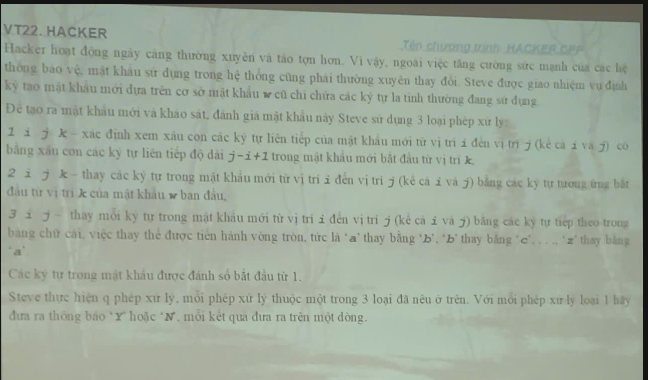 VT22. HACKER
Tên chương trình: HACKER.CPP
Hacker hoạt động ngày càng thường xuyên và táo tợn hơn. Vì vậy, ngoài việc tăng cường sức mạnh của các hệ
thống bảo vệ, mật khẩu sử dụng trong hệ thống cũng phải thường xuyên thay đổi. Steve được giao nhiệm vụ định
kỳ tạo mật khẩu mới dựa trên cơ sở mật khẩu w cũ chỉ chứa các ký tự la tinh thường đang sử dụng.
Để tạo ra mật khẩu mới và khảo sát, đánh giá mật khẩu này Steve sử dụng 3 loại phép xử lý:
1 i j k – xác định xem xâu con các ký tự liên tiếp của mật khẩu mới từ vị trí i đến vị trí j (kể cả i và j) có
bằng xâu con các ký tự liên tiếp độ dài j-i+1 trong mật khẩu mới bắt đầu từ vị trí k.
2 i j k – thay các ký tự trong mật khẩu mới từ vị trí i đến vị trí j (kể cả i và j) bằng các ký tự tương ứng bắt
đầu từ vị trí k của mật khẩu w ban đầu,
3 i j – thay mỗi ký tự trong mật khẩu mới từ vị trí i đến vị trí j (kể cả i và j) bằng các ký tự tiếp theo trong
bảng chữ cái, việc thay thế được tiến hành vòng tròn, tức là ‘a’ thay bằng ‘b’, ‘b’ thay bằng ‘c’, . . ., ‘z’ thay bằng
‘a’.
Các ký tự trong mật khẩu được đánh số bắt đầu từ 1.
Steve thực hiện q phép xử lý, mỗi phép xử lý thuộc một trong 3 loại đã nêu ở trên. Với mỗi phép xử lý loại 1 hãy
đưa ra thông báo ‘Y’ hoặc ‘N’, mỗi kết quả đưa ra trên một dòng.